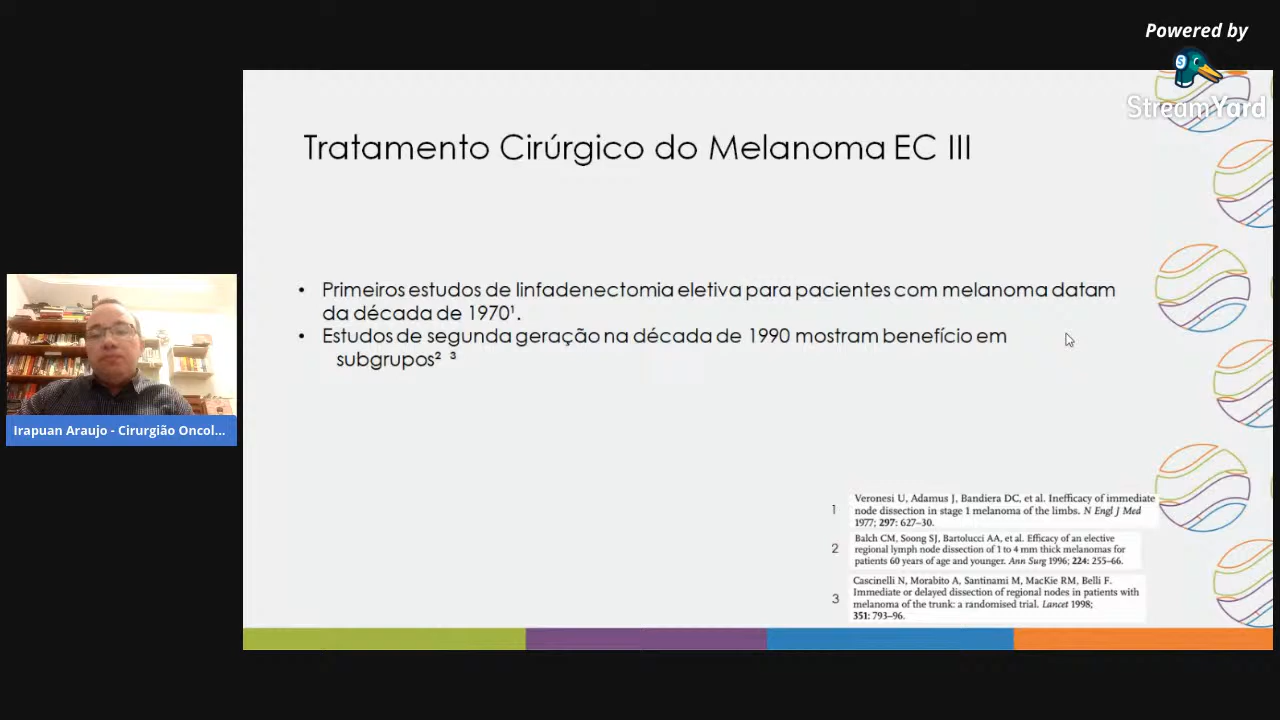 Powered by
StreamYard
Tratamento Cirúrgico do Melanoma EC III
• Primeiros estudos de linfadenectomia eletiva para pacientes com melanoma datam
da década de 1970¹.
• Estudos de segunda geração na década de 1990 mostram benefício em
subgrupos² ³
Irapuan Araujo - Cirurgião Oncol...
1 Veronesi U, Adamus J, Bandiera DC, et al. Inefficacy of immediate
node dissection in stage 1 melanoma of the limbs. N Engl J Med
1977; 297: 627–30.
2 Balch CM, Soong SJ, Bartolucci AA, et al. Efficacy of an elective
regional lymph node dissection of 1 to 4 mm thick melanomas for
patients 60 years of age and younger. Ann Surg 1996; 224: 255–66.
3 Cascinelli N, Morabito A, Santinami M, MacKie RM, Belli F.
Immediate or delayed dissection of regional nodes in patients with
melanoma of the trunk: a randomised trial. Lancet 1998;
351: 793–96.